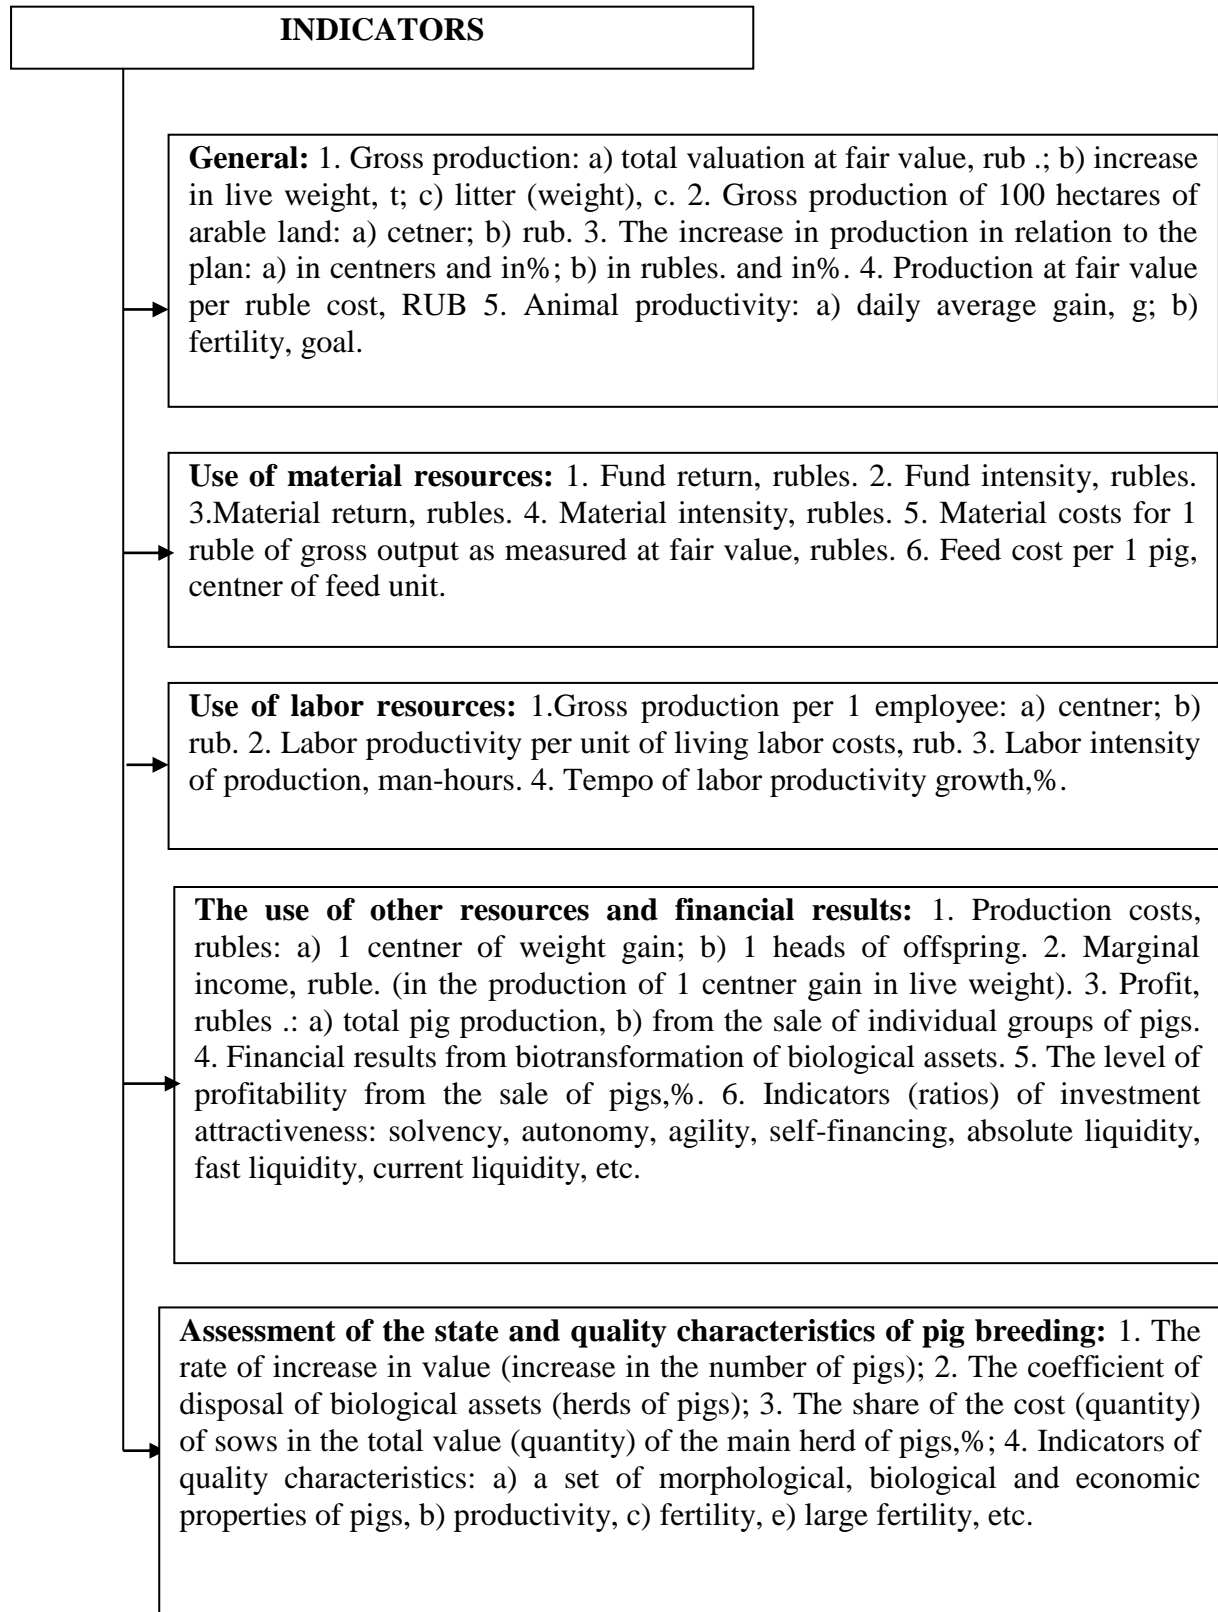 INDICATORS
General: 1. Gross production: a) total valuation at fair value, rub .; b) increase
in live weight, t; c) litter (weight), c. 2. Gross production of 100 hectares of
arable land: a) cetner; b) rub. 3. The increase in production in relation to the
plan: a) in centners and in%; b) in rubles. and in%. 4. Production at fair value
per ruble cost, RUB 5. Animal productivity: a) daily average gain, g; b)
fertility, goal.
Use of material resources: 1. Fund return, rubles. 2. Fund intensity, rubles.
3.Material return, rubles. 4. Material intensity, rubles. 5. Material costs for 1
ruble of gross output as measured at fair value, rubles. 6. Feed cost per 1 pig,
centner of feed unit.
Use of labor resources: 1.Gross production per 1 employee: a) centner; b)
rub. 2. Labor productivity per unit of living labor costs, rub. 3. Labor intensity
of production, man-hours. 4. Tempo of labor productivity growth,%.
The use of other resources and financial results: 1. Production costs,
rubles: a) 1 centner of weight gain; b) 1 heads of offspring. 2. Marginal
income, ruble. (in the production of 1 centner gain in live weight). 3. Profit,
rubles .: a) total pig production, b) from the sale of individual groups of pigs.
4. Financial results from biotransformation of biological assets. 5. The level of
profitability from the sale of pigs,%. 6. Indicators (ratios) of investment
attractiveness: solvency, autonomy, agility, self-financing, absolute liquidity,
fast liquidity, current liquidity, etc.
Assessment of the state and quality characteristics of pig breeding: 1. The
rate of increase in value (increase in the number of pigs); 2. The coefficient of
disposal of biological assets (herds of pigs); 3. The share of the cost (quantity)
of sows in the total value (quantity) of the main herd of pigs,%; 4. Indicators of
quality characteristics: a) a set of morphological, biological and economic
properties of pigs, b) productivity, c) fertility, e) large fertility, etc.